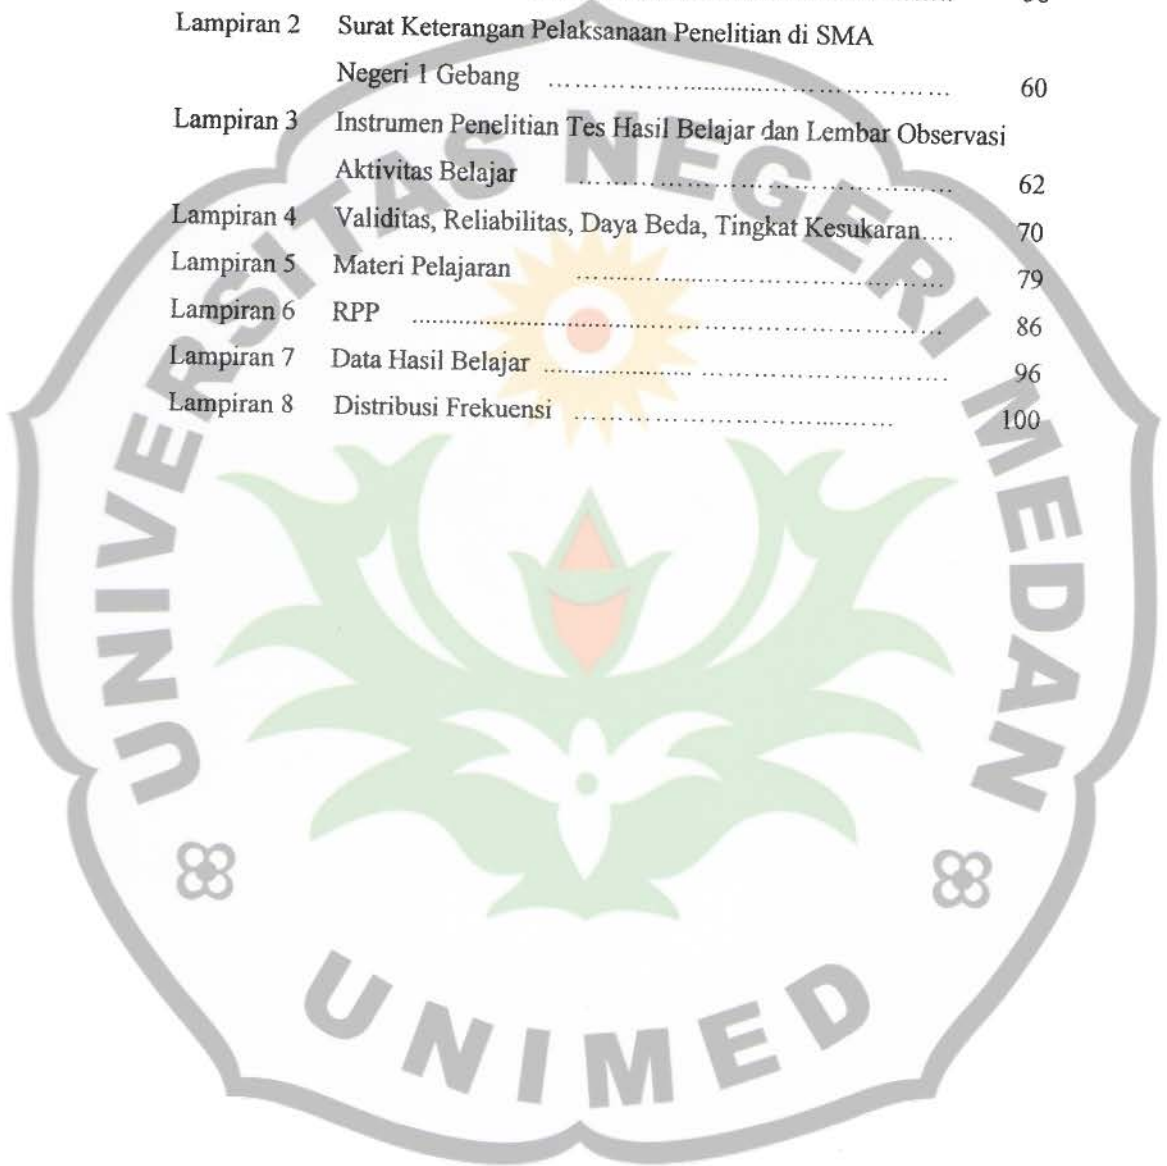 Lampiran 2 Surat Keterangan Pelaksanaan Penelitian di SMA
Negeri 1 Gebang ........................................ 60
Lampiran 3 Instrumen Penelitian Tes Hasil Belajar dan Lembar Observasi
Aktivitas Belajar ..................................... 62
Lampiran 4 Validitas, Reliabilitas, Daya Beda, Tingkat Kesukaran.... 70
Lampiran 5 Materi Pelajaran ..................................... 79
Lampiran 6 RPP ..................................................... 86
Lampiran 7 Data Hasil Belajar ........................................ 96
Lampiran 8 Distribusi Frekuensi ................................ 100
UNIVERSITAS NEGERI MEDAN
UNIMED